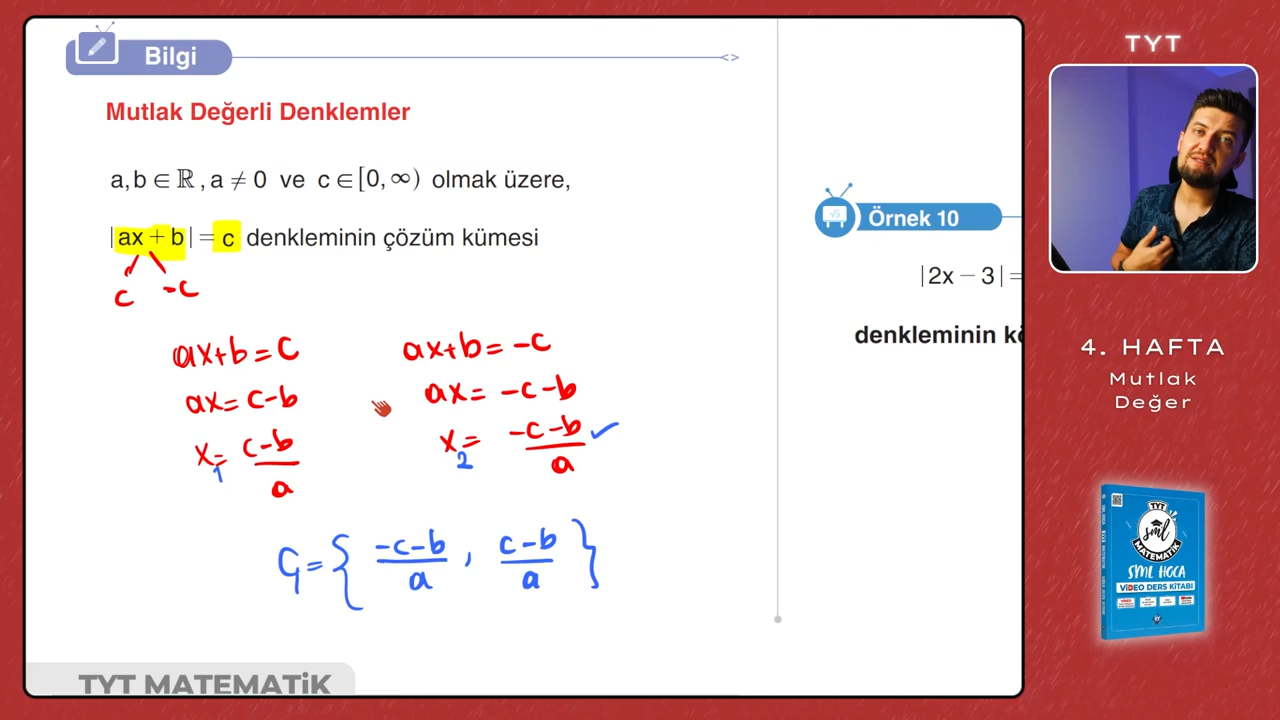 Bilgi
<>
Mutlak Değerli Denklemler
a, b ∈ ℝ, a ≠ 0 ve c ∈ [0, ∞) olmak üzere,
|ax + b| = c denkleminin çözüm kümesi
c -c
ax+b=c
ax=c-b
x₁= c-b/a
ax+b=-c
ax=-c-b
x₂= -c-b/a
Ç={ -c-b/a , c-b/a }
TYT MATEMATİK
Örnek 10
|2x − 3| =
denkleminin kö
TYT
4. HAFTA
Mutlak
Değer
TYT
SML
MATEMATİK
SML HOCA
VİDEO DERS KİTABI